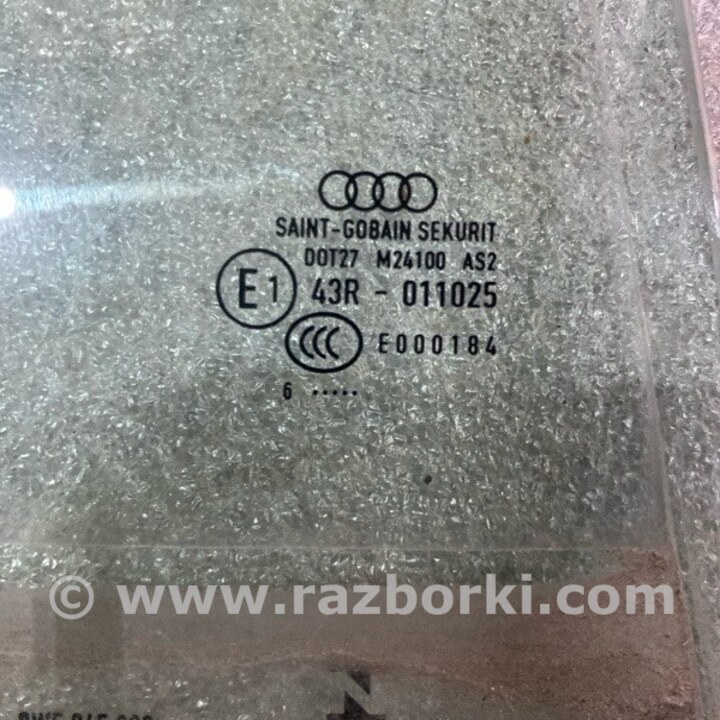 SAINT-GOBAIN SEKURIT
DOT27 M24100 AS2
E1 43R - 011025
CCC E000184
6 •••••
© www.razborki.com